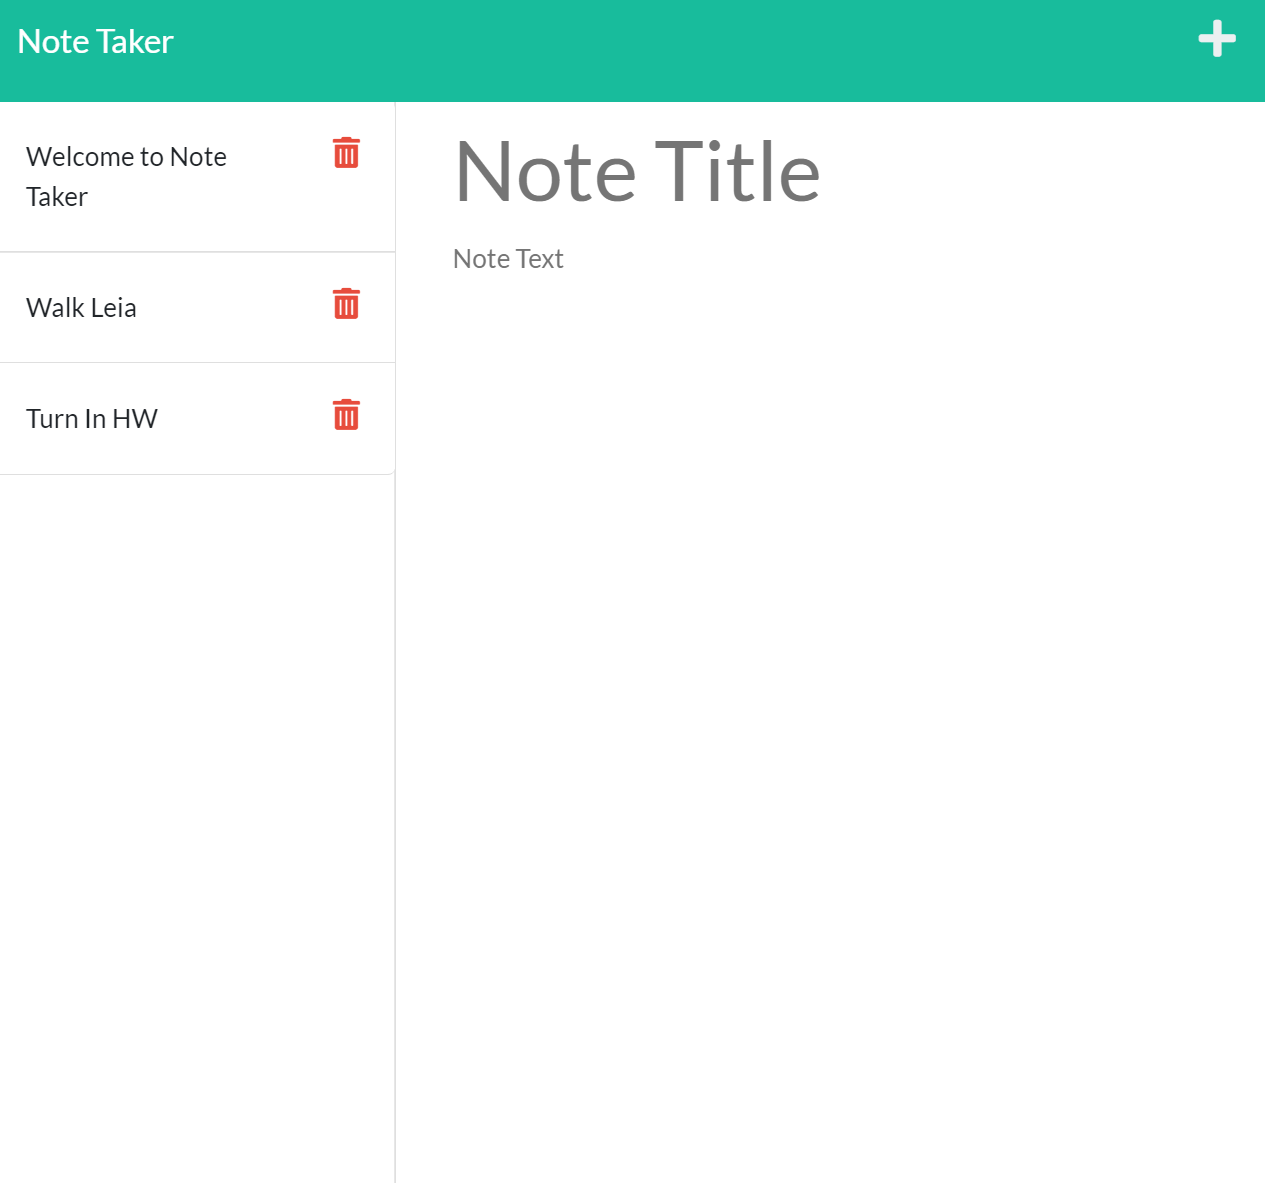 Note Taker
Welcome to Note
Taker
Walk Leia
Turn In HW
Note Title
Note Text